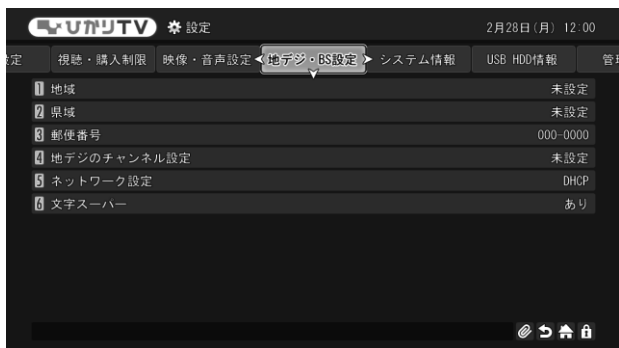 ひかりTV 設定 2月28日(月) 12:00
設定 視聴・購入制限 映像・音声設定 地デジ・BS設定 システム情報 USB HDD情報 管
1 地域 未設定
2 県域 未設定
3 郵便番号 000-0000
4 地デジのチャンネル設定 未設定
5 ネットワーク設定 DHCP
6 文字スーパー あり